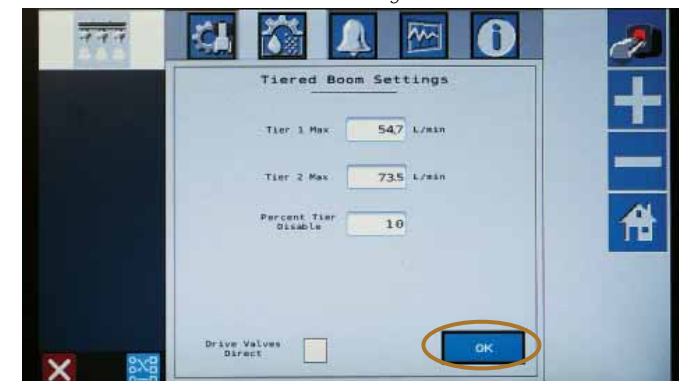 Tiered Boom Settings
Tier 1 Max 54,7 L/min
Tier 2 Max 73.5 L/min
Percent Tier
Disable 10
Drive Valves
Direct
OK